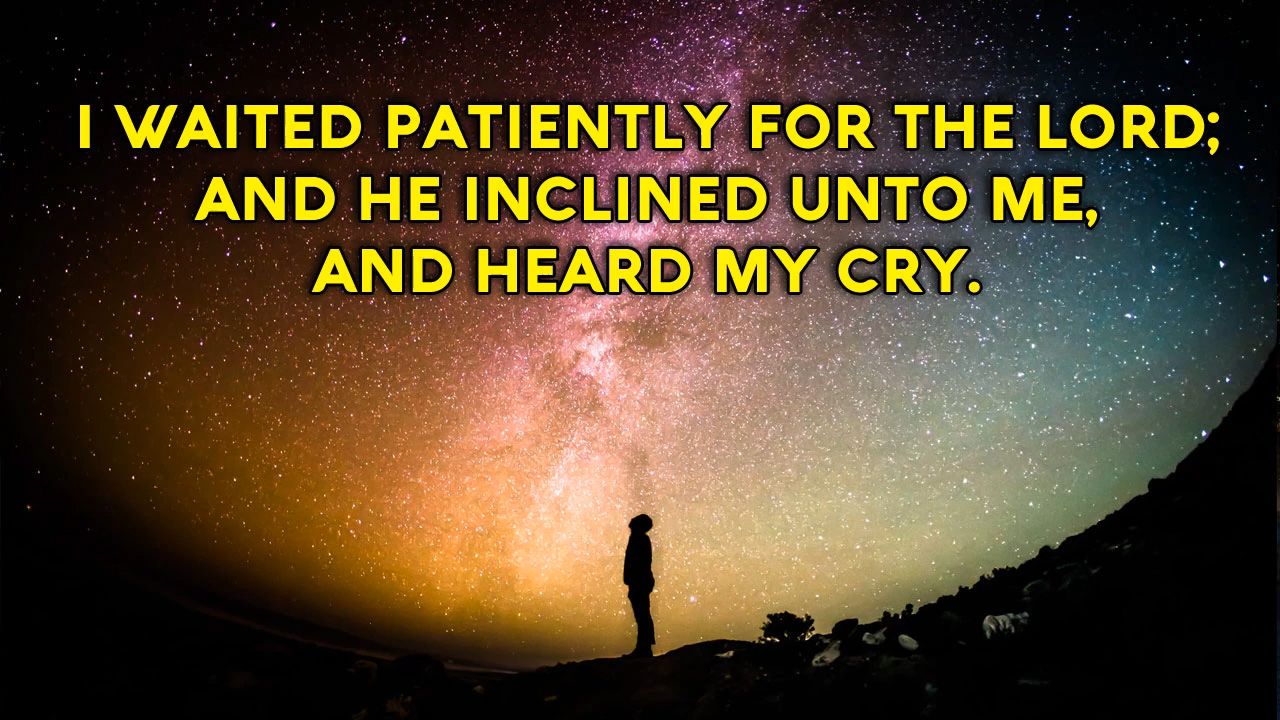 I WAITED PATIENTLY FOR THE LORD;
AND HE INCLINED UNTO ME,
AND HEARD MY CRY.